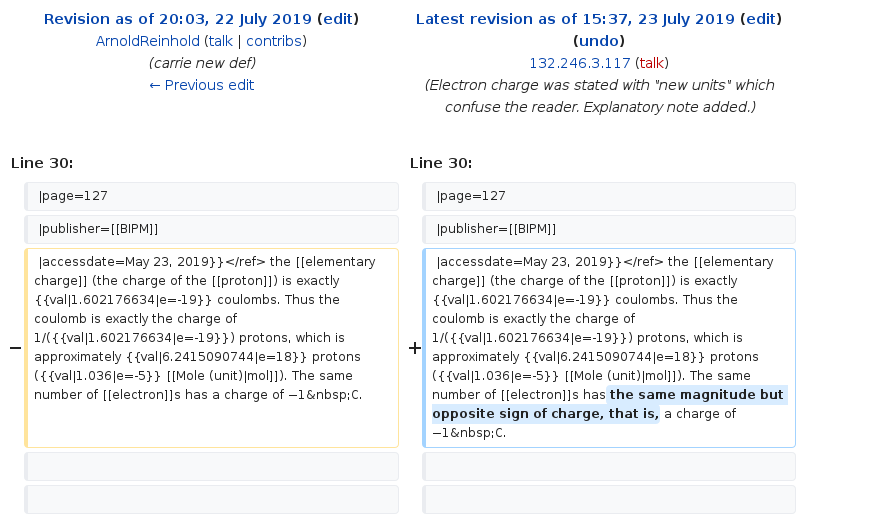 Revision as of 20:03, 22 July 2019 (edit)
ArnoldReinhold (talk | contribs)
(carrie new def)
← Previous edit
Latest revision as of 15:37, 23 July 2019 (edit)
(undo)
132.246.3.117 (talk)
(Electron charge was stated with "new units" which
confuse the reader. Explanatory note added.)
Line 30:
|page=127
|publisher=[[BIPM]]
−
|accessdate=May 23, 2019}}</ref> the [[elementary
charge]] (the charge of the [[proton]]) is exactly
{{val|1.602176634|e=-19}} coulombs. Thus the
coulomb is exactly the charge of
1/({{val|1.602176634|e=-19}}) protons, which is
approximately {{val|6.2415090744|e=18}} protons
({{val|1.036|e=-5}} [[Mole (unit)|mol]]). The same
number of [[electron]]s has a charge of −1&nbsp;C.
Line 30:
|page=127
|publisher=[[BIPM]]
+
|accessdate=May 23, 2019}}</ref> the [[elementary
charge]] (the charge of the [[proton]]) is exactly
{{val|1.602176634|e=-19}} coulombs. Thus the
coulomb is exactly the charge of
1/({{val|1.602176634|e=-19}}) protons, which is
approximately {{val|6.2415090744|e=18}} protons
({{val|1.036|e=-5}} [[Mole (unit)|mol]]). The same
number of [[electron]]s has the same magnitude but
opposite sign of charge, that is, a charge of
−1&nbsp;C.